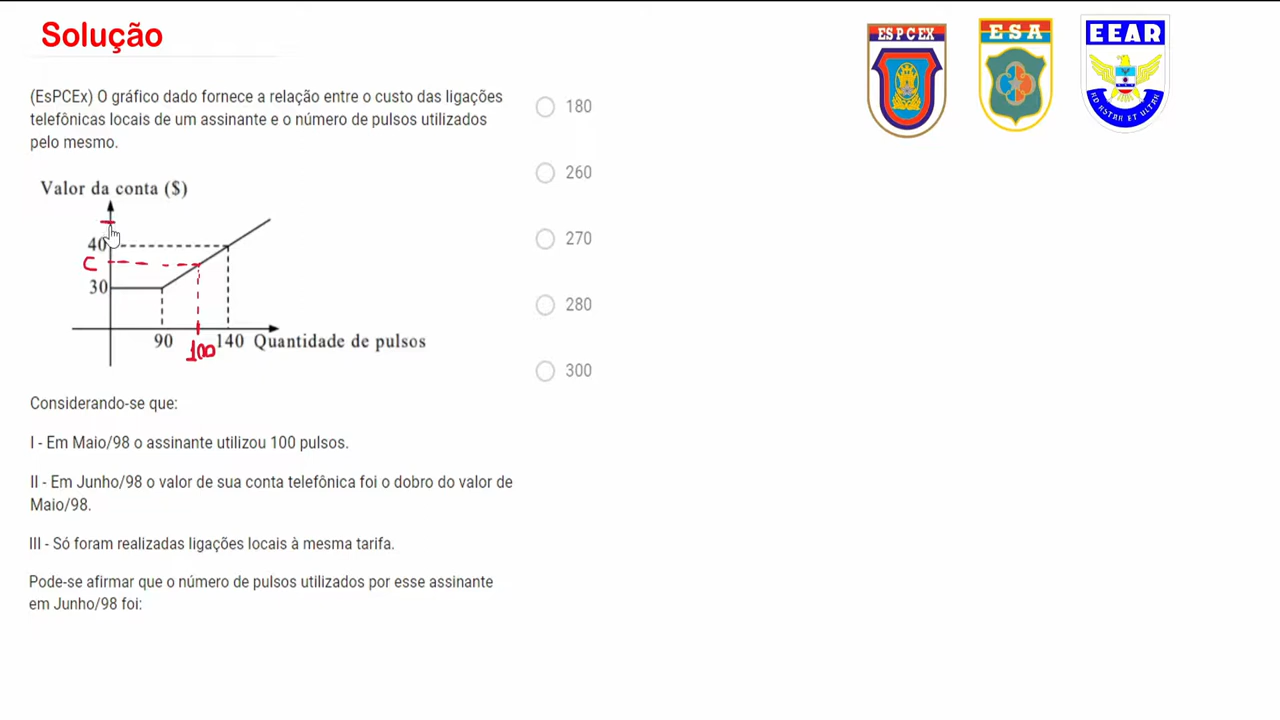 Solução
(EsPCEx) O gráfico dado fornece a relação entre o custo das ligações
telefônicas locais de um assinante e o número de pulsos utilizados
pelo mesmo.
Valor da conta ($)
40
C
30
90
100
140
Quantidade de pulsos
Considerando-se que:
I - Em Maio/98 o assinante utilizou 100 pulsos.
II - Em Junho/98 o valor de sua conta telefônica foi o dobro do valor de
Maio/98.
III - Só foram realizadas ligações locais à mesma tarifa.
Pode-se afirmar que o número de pulsos utilizados por esse assinante
em Junho/98 foi:
180
260
270
280
300
ESPCEX
ESA
EEAR
AD ASTRA ET ULTRA